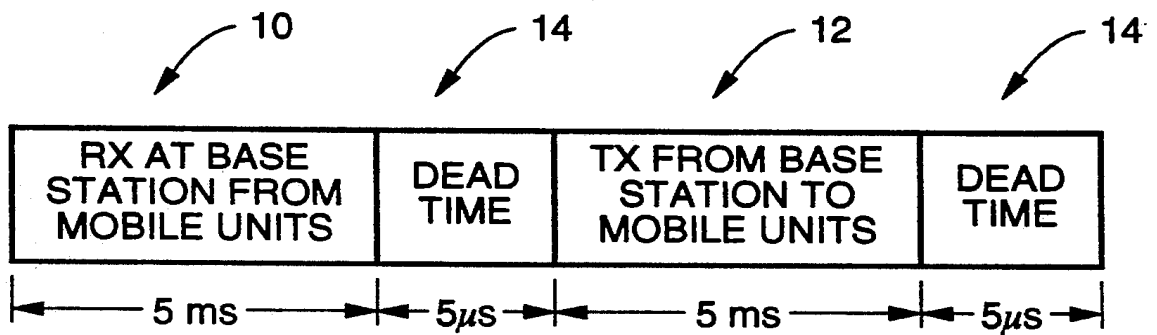 10
14
12
14
RX AT BASE
STATION FROM
MOBILE UNITS
DEAD
TIME
TX FROM BASE
STATION TO
MOBILE UNITS
DEAD
TIME
5 ms
5μs
5 ms
5μs